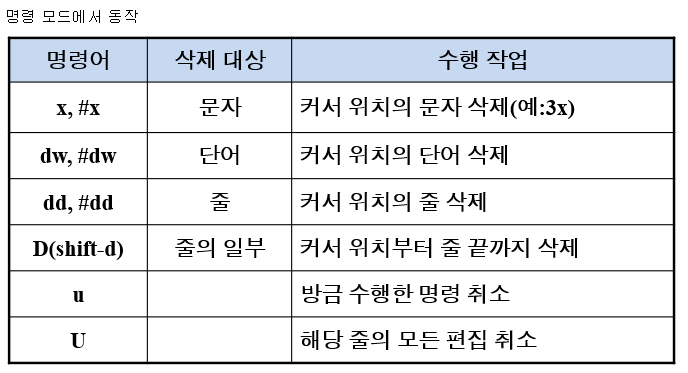 명령 모드에서 동작
명령어 삭제 대상 수행 작업
x, #x 문자 커서 위치의 문자 삭제(예:3x)
dw, #dw 단어 커서 위치의 단어 삭제
dd, #dd 줄 커서 위치의 줄 삭제
D(shift-d) 줄의 일부 커서 위치부터 줄 끝까지 삭제
u 방금 수행한 명령 취소
U 해당 줄의 모든 편집 취소